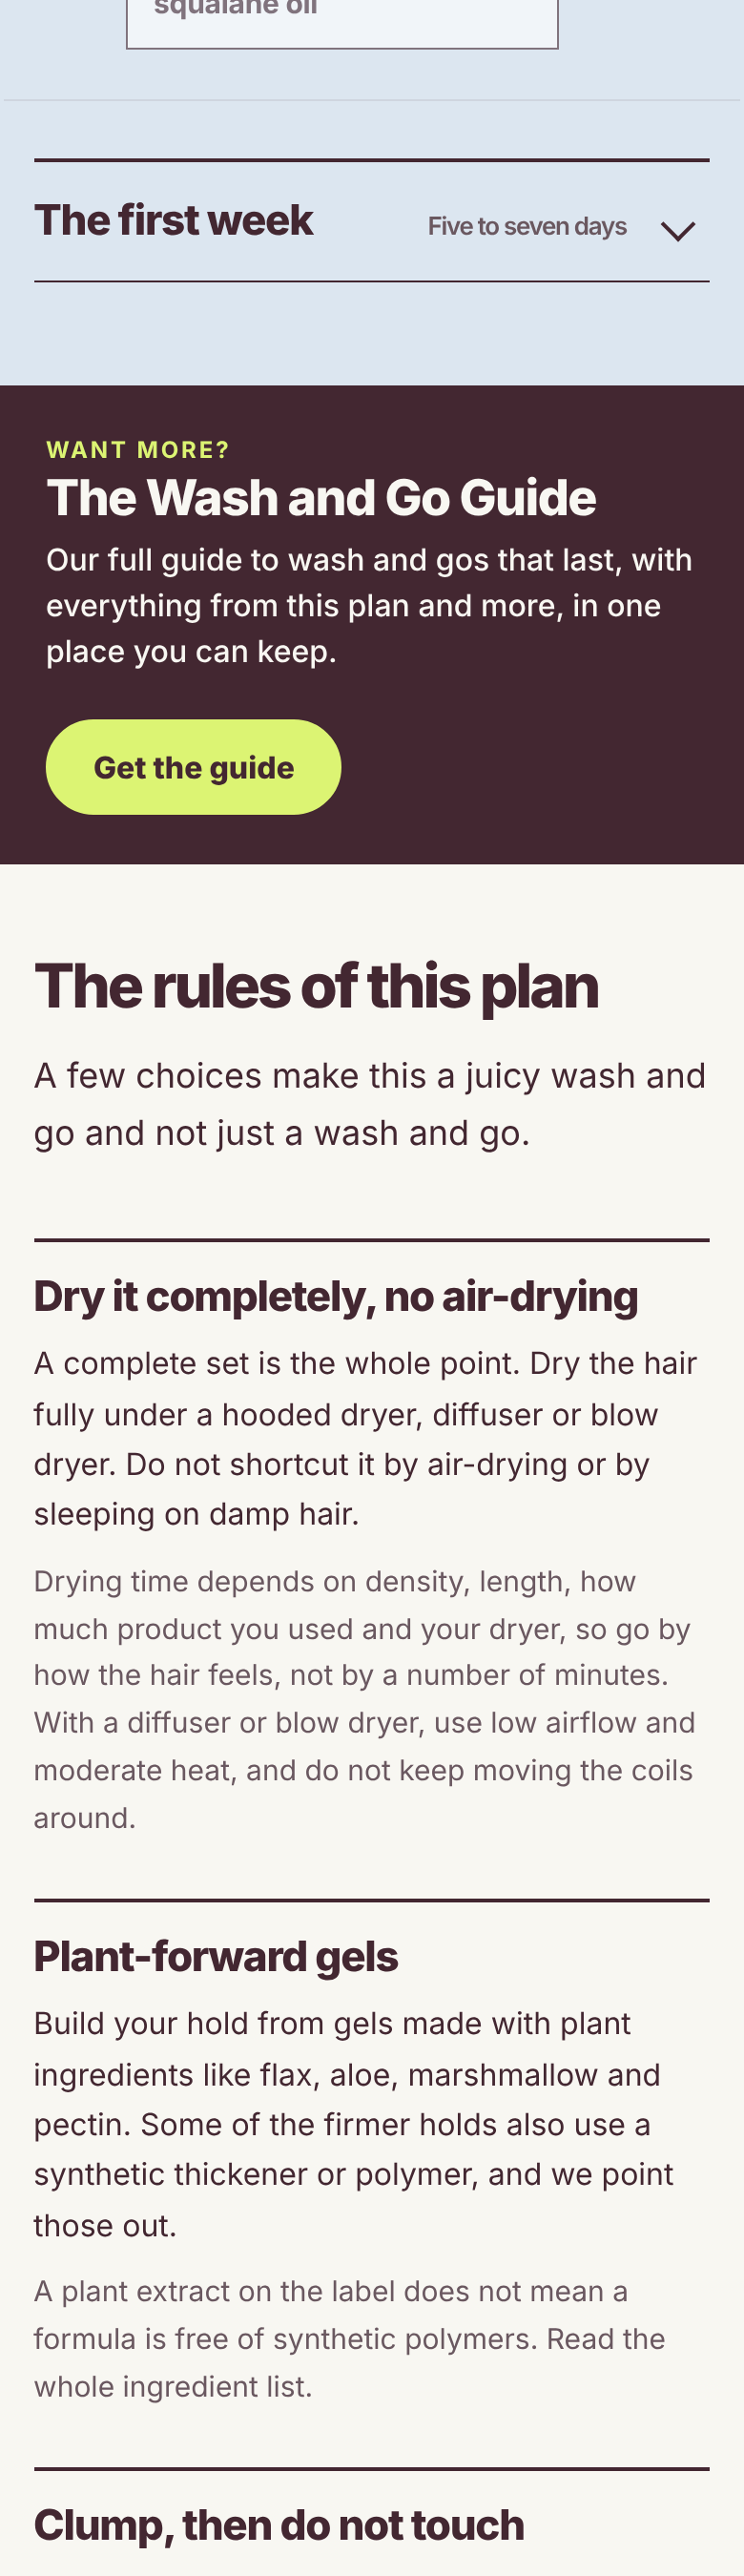 squalane oil
The first week
Five to seven days
WANT MORE?
The Wash and Go Guide
Our full guide to wash and gos that last, with
everything from this plan and more, in one
place you can keep.
Get the guide
The rules of this plan
A few choices make this a juicy wash and
go and not just a wash and go.
Dry it completely, no air-drying
A complete set is the whole point. Dry the hair
fully under a hooded dryer, diffuser or blow
dryer. Do not shortcut it by air-drying or by
sleeping on damp hair.
Drying time depends on density, length, how
much product you used and your dryer, so go by
how the hair feels, not by a number of minutes.
With a diffuser or blow dryer, use low airflow and
moderate heat, and do not keep moving the coils
around.
Plant-forward gels
Build your hold from gels made with plant
ingredients like flax, aloe, marshmallow and
pectin. Some of the firmer holds also use a
synthetic thickener or polymer, and we point
those out.
A plant extract on the label does not mean a
formula is free of synthetic polymers. Read the
whole ingredient list.
Clump, then do not touch